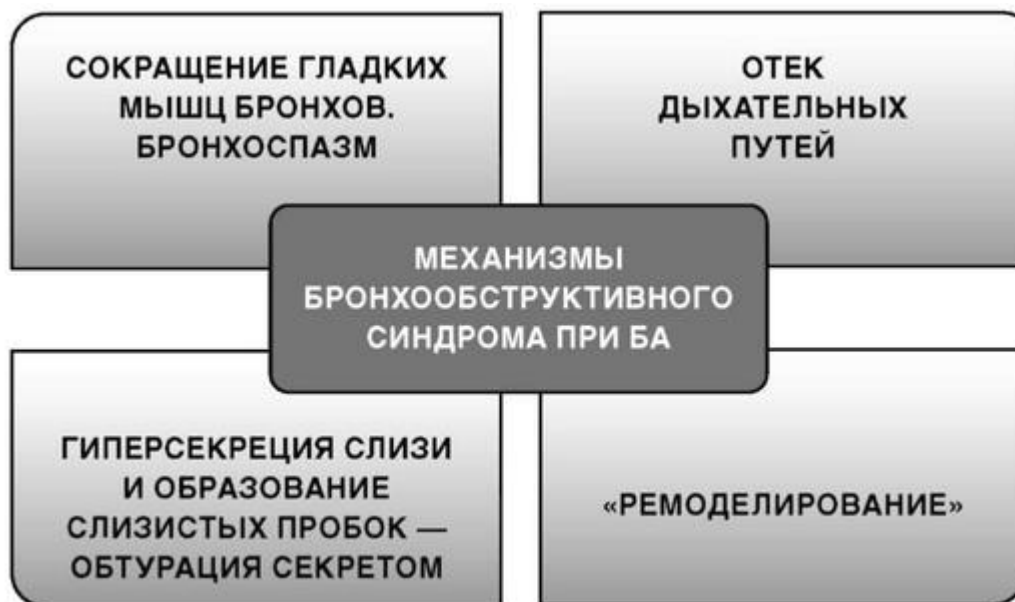 СОКРАЩЕНИЕ ГЛАДКИХ
МЫШЦ БРОНХОВ.
БРОНХОСПАЗМ
ОТЕК
ДЫХАТЕЛЬНЫХ
ПУТЕЙ
МЕХАНИЗМЫ
БРОНХООБСТРУКТИВНОГО
СИНДРОМА ПРИ БА
ГИПЕРСЕКРЕЦИЯ СЛИЗИ
И ОБРАЗОВАНИЕ
СЛИЗИСТЫХ ПРОБОК —
ОБТУРАЦИЯ СЕКРЕТОМ
«РЕМОДЕЛИРОВАНИЕ»